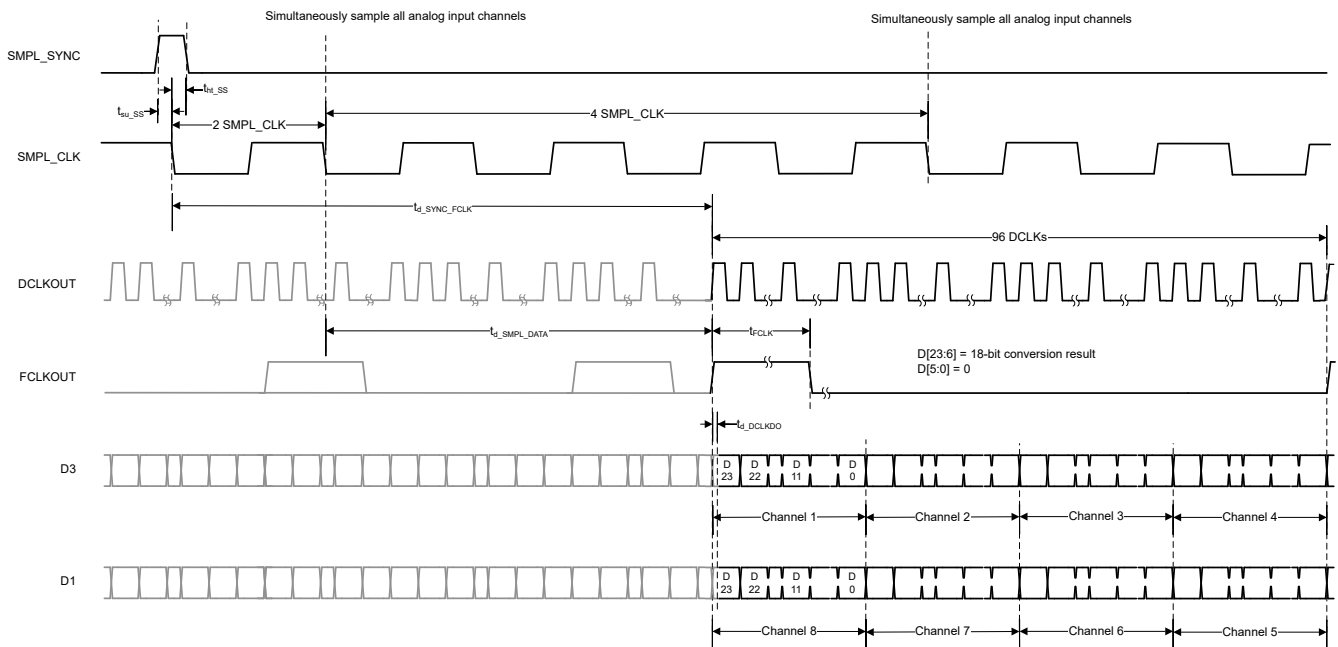 Simultaneously sample all analog input channels
Simultaneously sample all analog input channels
SMPL_SYNC
tht_SS
tsu_SS
2 SMPL_CLK
4 SMPL_CLK
SMPL_CLK
td_SYNC_FCLK
96 DCLKs
DCLKOUT
td_SMPL_DATA
tFCLK
D[23:6] = 18-bit conversion result
D[5:0] = 0
FCLKOUT
td_DCLKDO
D3
D 23
D 22
D 11
D 0
Channel 1
Channel 2
Channel 3
Channel 4
D1
D 23
D 22
D 11
D 0
Channel 8
Channel 7
Channel 6
Channel 5